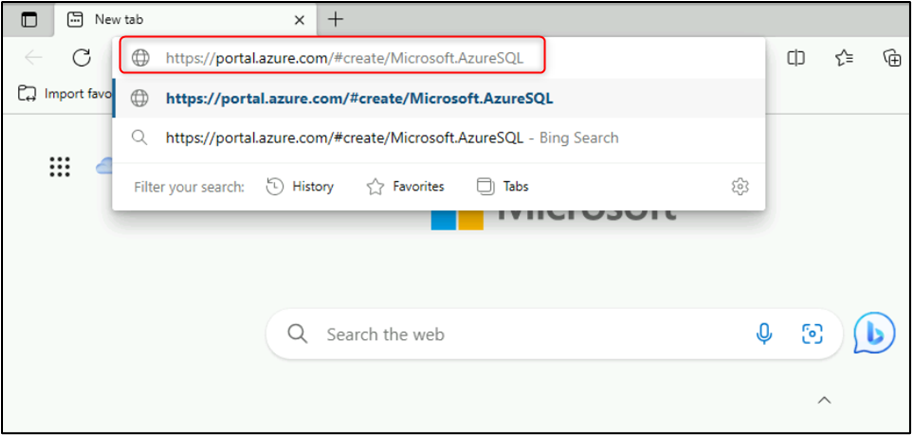 New tab
https://portal.azure.com/#create/Microsoft.AzureSQL
Import favo
https://portal.azure.com/#create/Microsoft.AzureSQL
https://portal.azure.com/#create/Microsoft.AzureSQL - Bing Search
Filter your search: History Favorites Tabs
Microsoft
Search the web